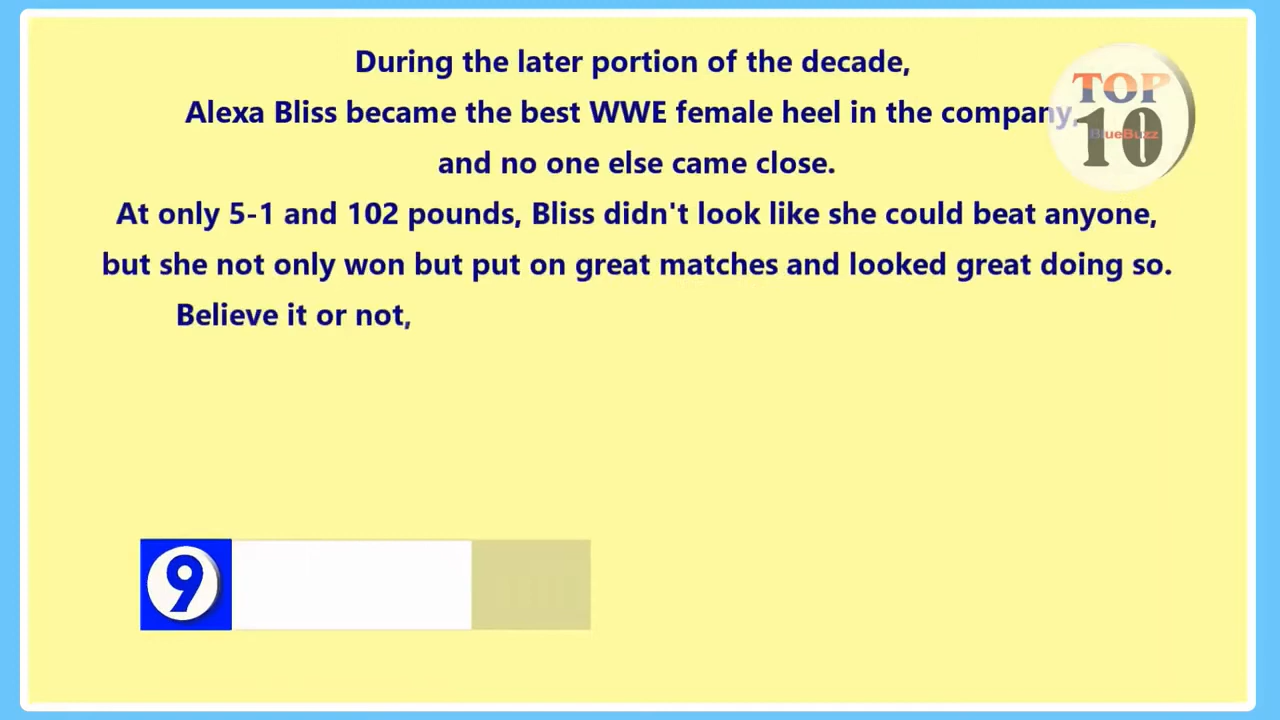 During the later portion of the decade,
Alexa Bliss became the best WWE female heel in the company,
and no one else came close.
At only 5-1 and 102 pounds, Bliss didn't look like she could beat anyone,
but she not only won but put on great matches and looked great doing so.
Believe it or not,
TOP
10
BlueBuzz
9